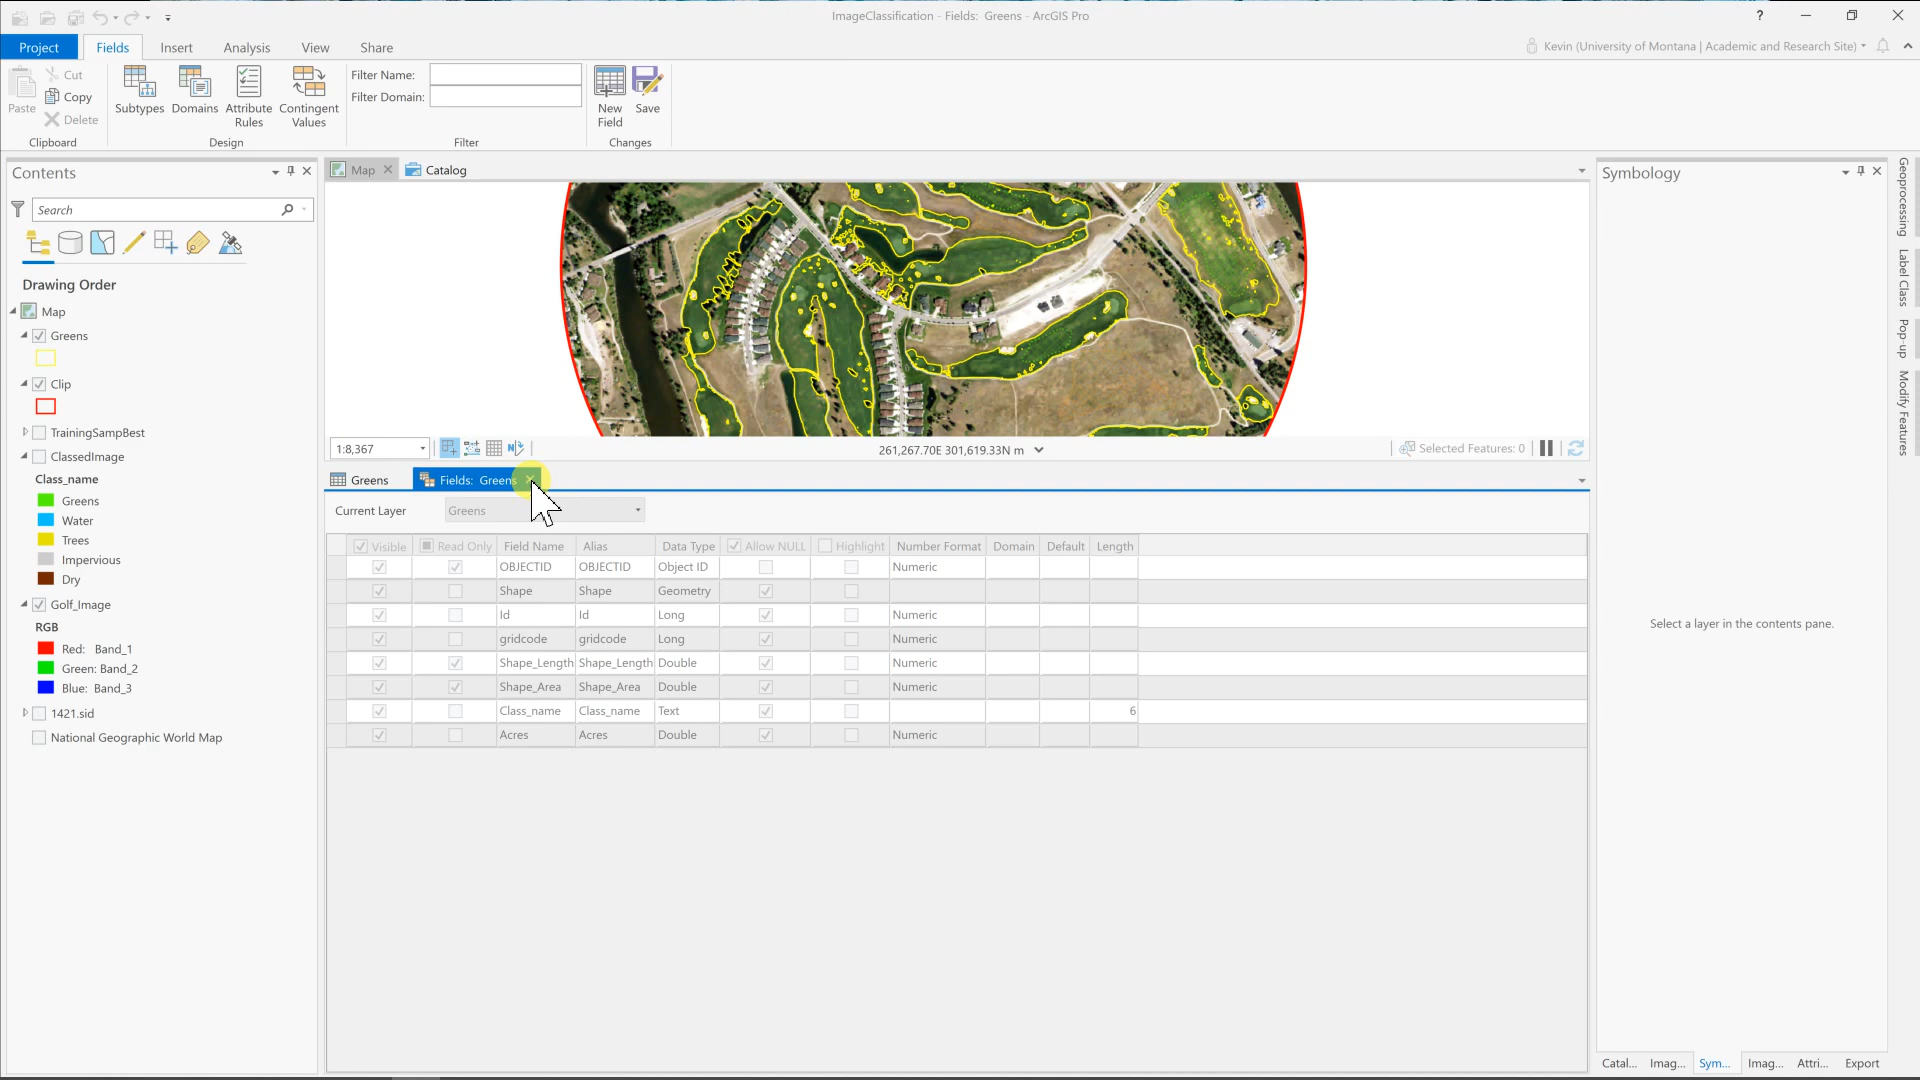 ImageClassification - Fields: Greens - ArcGIS Pro
?
Project Fields Insert Analysis View Share
Kevin (University of Montana | Academic and Research Site)
Paste
Cut
Copy
Delete
Clipboard
Subtypes Domains Attribute Rules Contingent Values
Design
Filter Name:
Filter Domain:
Filter
New Field Save
Changes
Contents
Search
Drawing Order
Map
Greens
Clip
TrainingSampBest
ClassedImage
Class_name
Greens
Water
Trees
Impervious
Dry
Golf_Image
RGB
Red: Band_1
Green: Band_2
Blue: Band_3
1421.sid
National Geographic World Map
Map Catalog
1:8,367
261,267.70E 301,619.33N m
Selected Features: 0
Greens Fields: Greens
Current Layer Greens
Visible Read Only Field Name Alias Data Type Allow NULL Highlight Number Format Domain Default Length
OBJECTID OBJECTID Object ID Numeric
Shape Shape Geometry
Id Id Long Numeric
gridcode gridcode Long Numeric
Shape_Length Shape_Length Double Numeric
Shape_Area Shape_Area Double Numeric
Class_name Class_name Text 6
Acres Acres Double Numeric
Symbology
Select a layer in the contents pane.
Catal... Imag... Sym... Imag... Attri... Export
Geoprocessing
Label Class
Pop-up
Modify Features